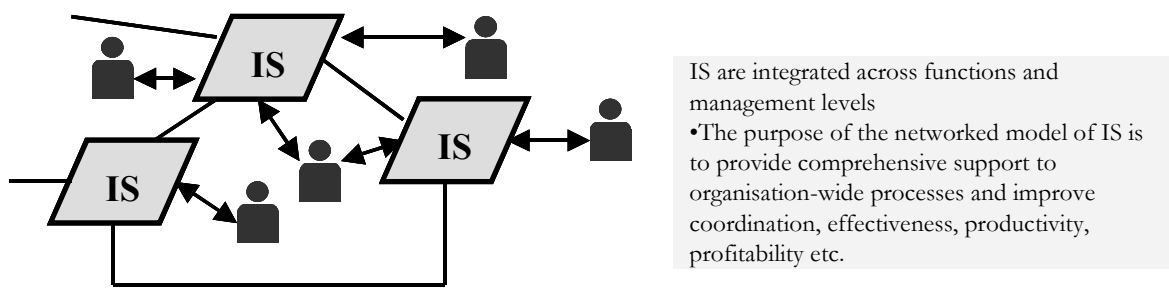 IS
IS
IS
IS are integrated across functions and
management levels
•The purpose of the networked model of IS is
to provide comprehensive support to
organisation-wide processes and improve
coordination, effectiveness, productivity,
profitability etc.